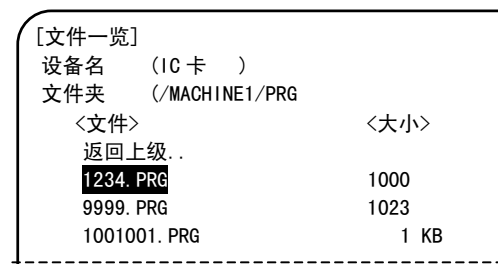 [文件一览]
设备名 (IC卡 )
文件夹 (/MACHINE1/PRG
<文件> <大小>
返回上级..
1234.PRG 1000
9999.PRG 1023
1001001.PRG 1 KB